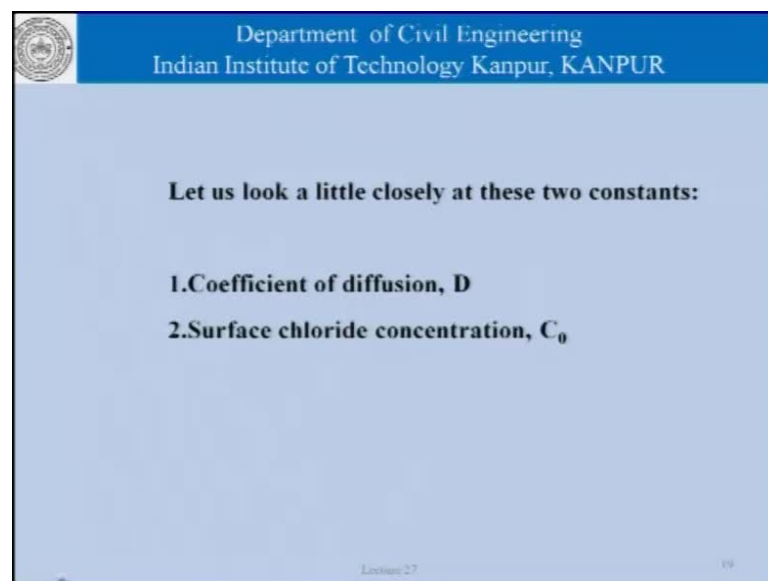 Department of Civil Engineering
Indian Institute of Technology Kanpur, KANPUR
Let us look a little closely at these two constants:
1.Coefficient of diffusion, D
2.Surface chloride concentration, C₀
Lecture 27
19